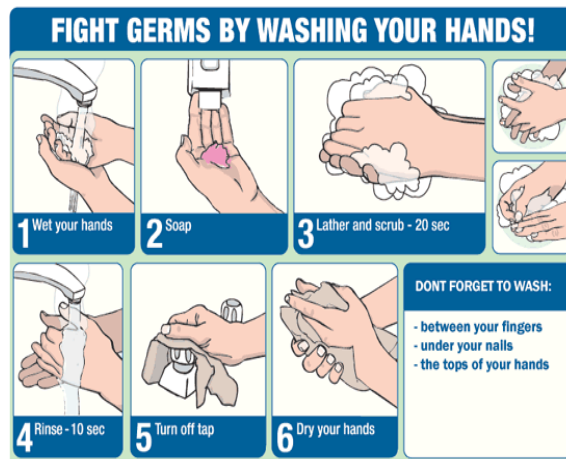 FIGHT GERMS BY WASHING YOUR HANDS!
1 Wet your hands
2 Soap
3 Lather and scrub - 20 sec
4 Rinse - 10 sec
5 Turn off tap
6 Dry your hands
DONT FORGET TO WASH:
- between your fingers
- under your nails
- the tops of your hands